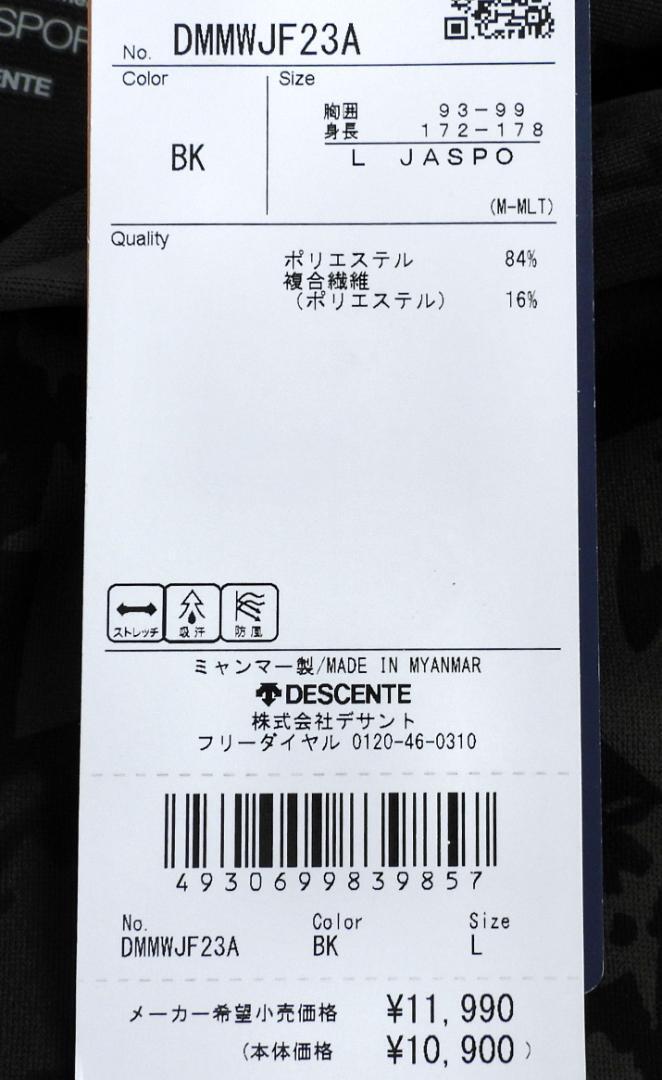 SPOR
ENTE
No. DMMWJF23A
Color
Size
胸囲 93-99
身長 172-178
BK
L JASPO
(M-MLT)
Quality
ポリエステル 84%
複合繊維
(ポリエステル) 16%
ストレッチ 吸汗 防風
ミャンマー製/MADE IN MYANMAR
DESCENTE
株式会社デサント
フリーダイヤル 0120-46-0310
4930699839857
No. Color Size
DMMWJF23A BK L
メーカー希望小売価格 ¥11,990
(本体価格 ¥10,900)